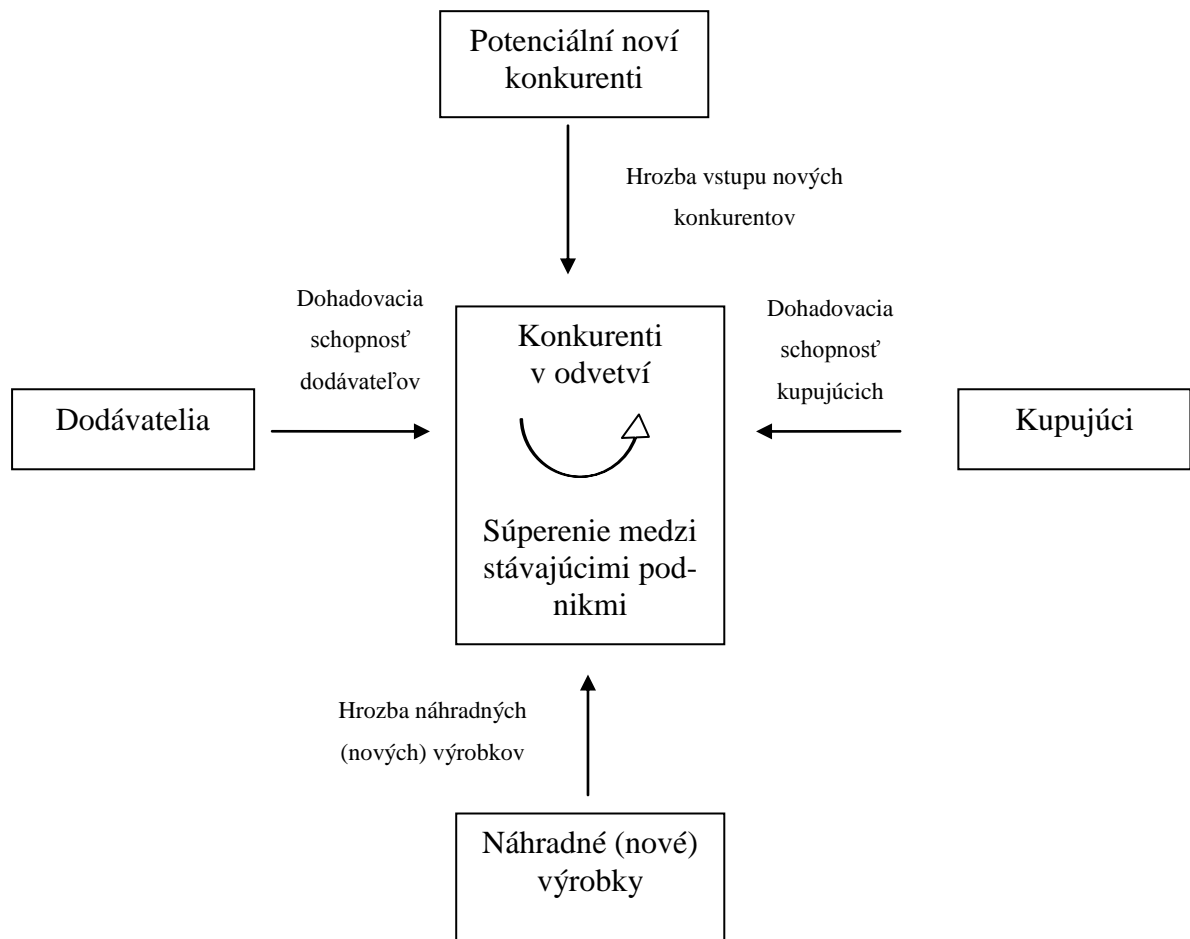 Potenciální noví
konkurenti
Hrozba vstupu nových
konkurentov
Dohadovacia
schopnosť
dodávateľov
Dohadovacia
schopnosť
kupujúcich
Konkurenti
v odvetví
Dodávatelia
Kupujúci
Súperenie medzi
stávajúcimi pod-
nikmi
Hrozba náhradných
(nových) výrobkov
Náhradné (nové)
výrobky